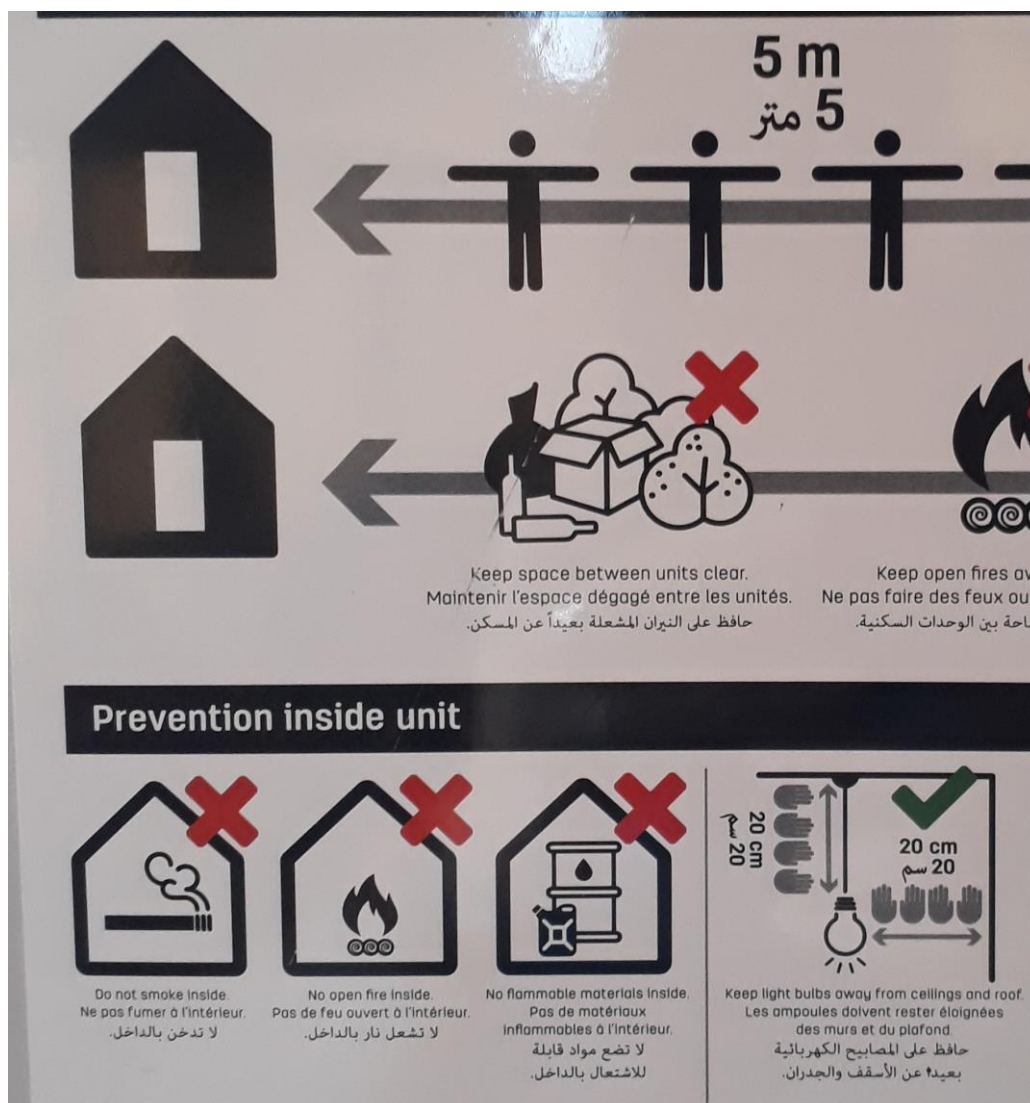 5 m
5 متر
Keep space between units clear.
Maintenir l'espace dégagé entre les unités.
حافظ على النيران المشعلة بعيداً عن المسكن.
Keep open fires
Ne pas faire des feux
بين الوحدات السكنية.
Prevention inside unit
Do not smoke inside.
Ne pas fumer à l'intérieur.
لا تدخن بالداخل.
No open fire inside.
Pas de feu ouvert à l'intérieur.
لا تشعل نار بالداخل.
No flammable materials inside.
Pas de matériaux
inflammables à l'intérieur.
لا تضع مواد قابلة
للاشتعال بالداخل.
20 cm
20 سم
20 cm
20 سم
Keep light bulbs away from ceilings and roof.
Les ampoules doivent rester éloignées
des murs et du plafond.
حافظ على المصابيح الكهربائية
بعيدا عن الأسقف والجدران.